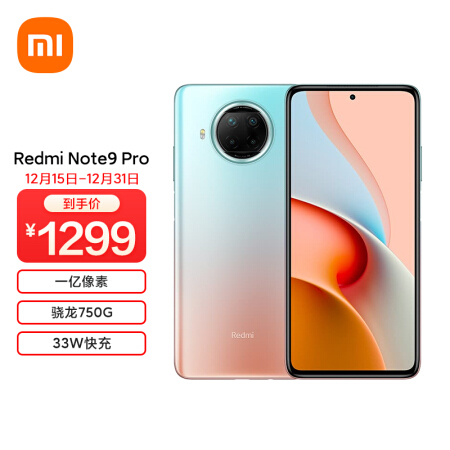 mi
Redmi Note9 Pro
12月15日-12月31日
到手价
¥1299
一亿像素
骁龙750G
33W快充
Redmi